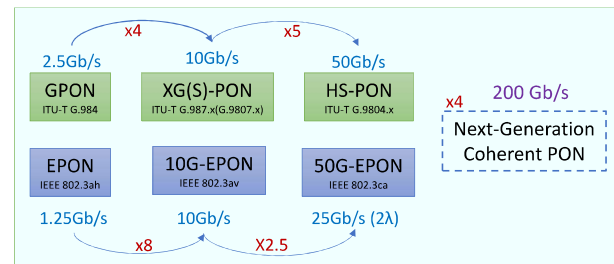 x4
x5
2.5Gb/s
10Gb/s
50Gb/s
GPON
ITU-T G.984
XG(S)-PON
ITU-T G.987.x(G.9807.x)
HS-PON
ITU-T G.9804.x
x4
200 Gb/s
Next-Generation
Coherent PON
EPON
IEEE 802.3ah
10G-EPON
IEEE 802.3av
50G-EPON
IEEE 802.3ca
1.25Gb/s
10Gb/s
25Gb/s (2λ)
x8
X2.5